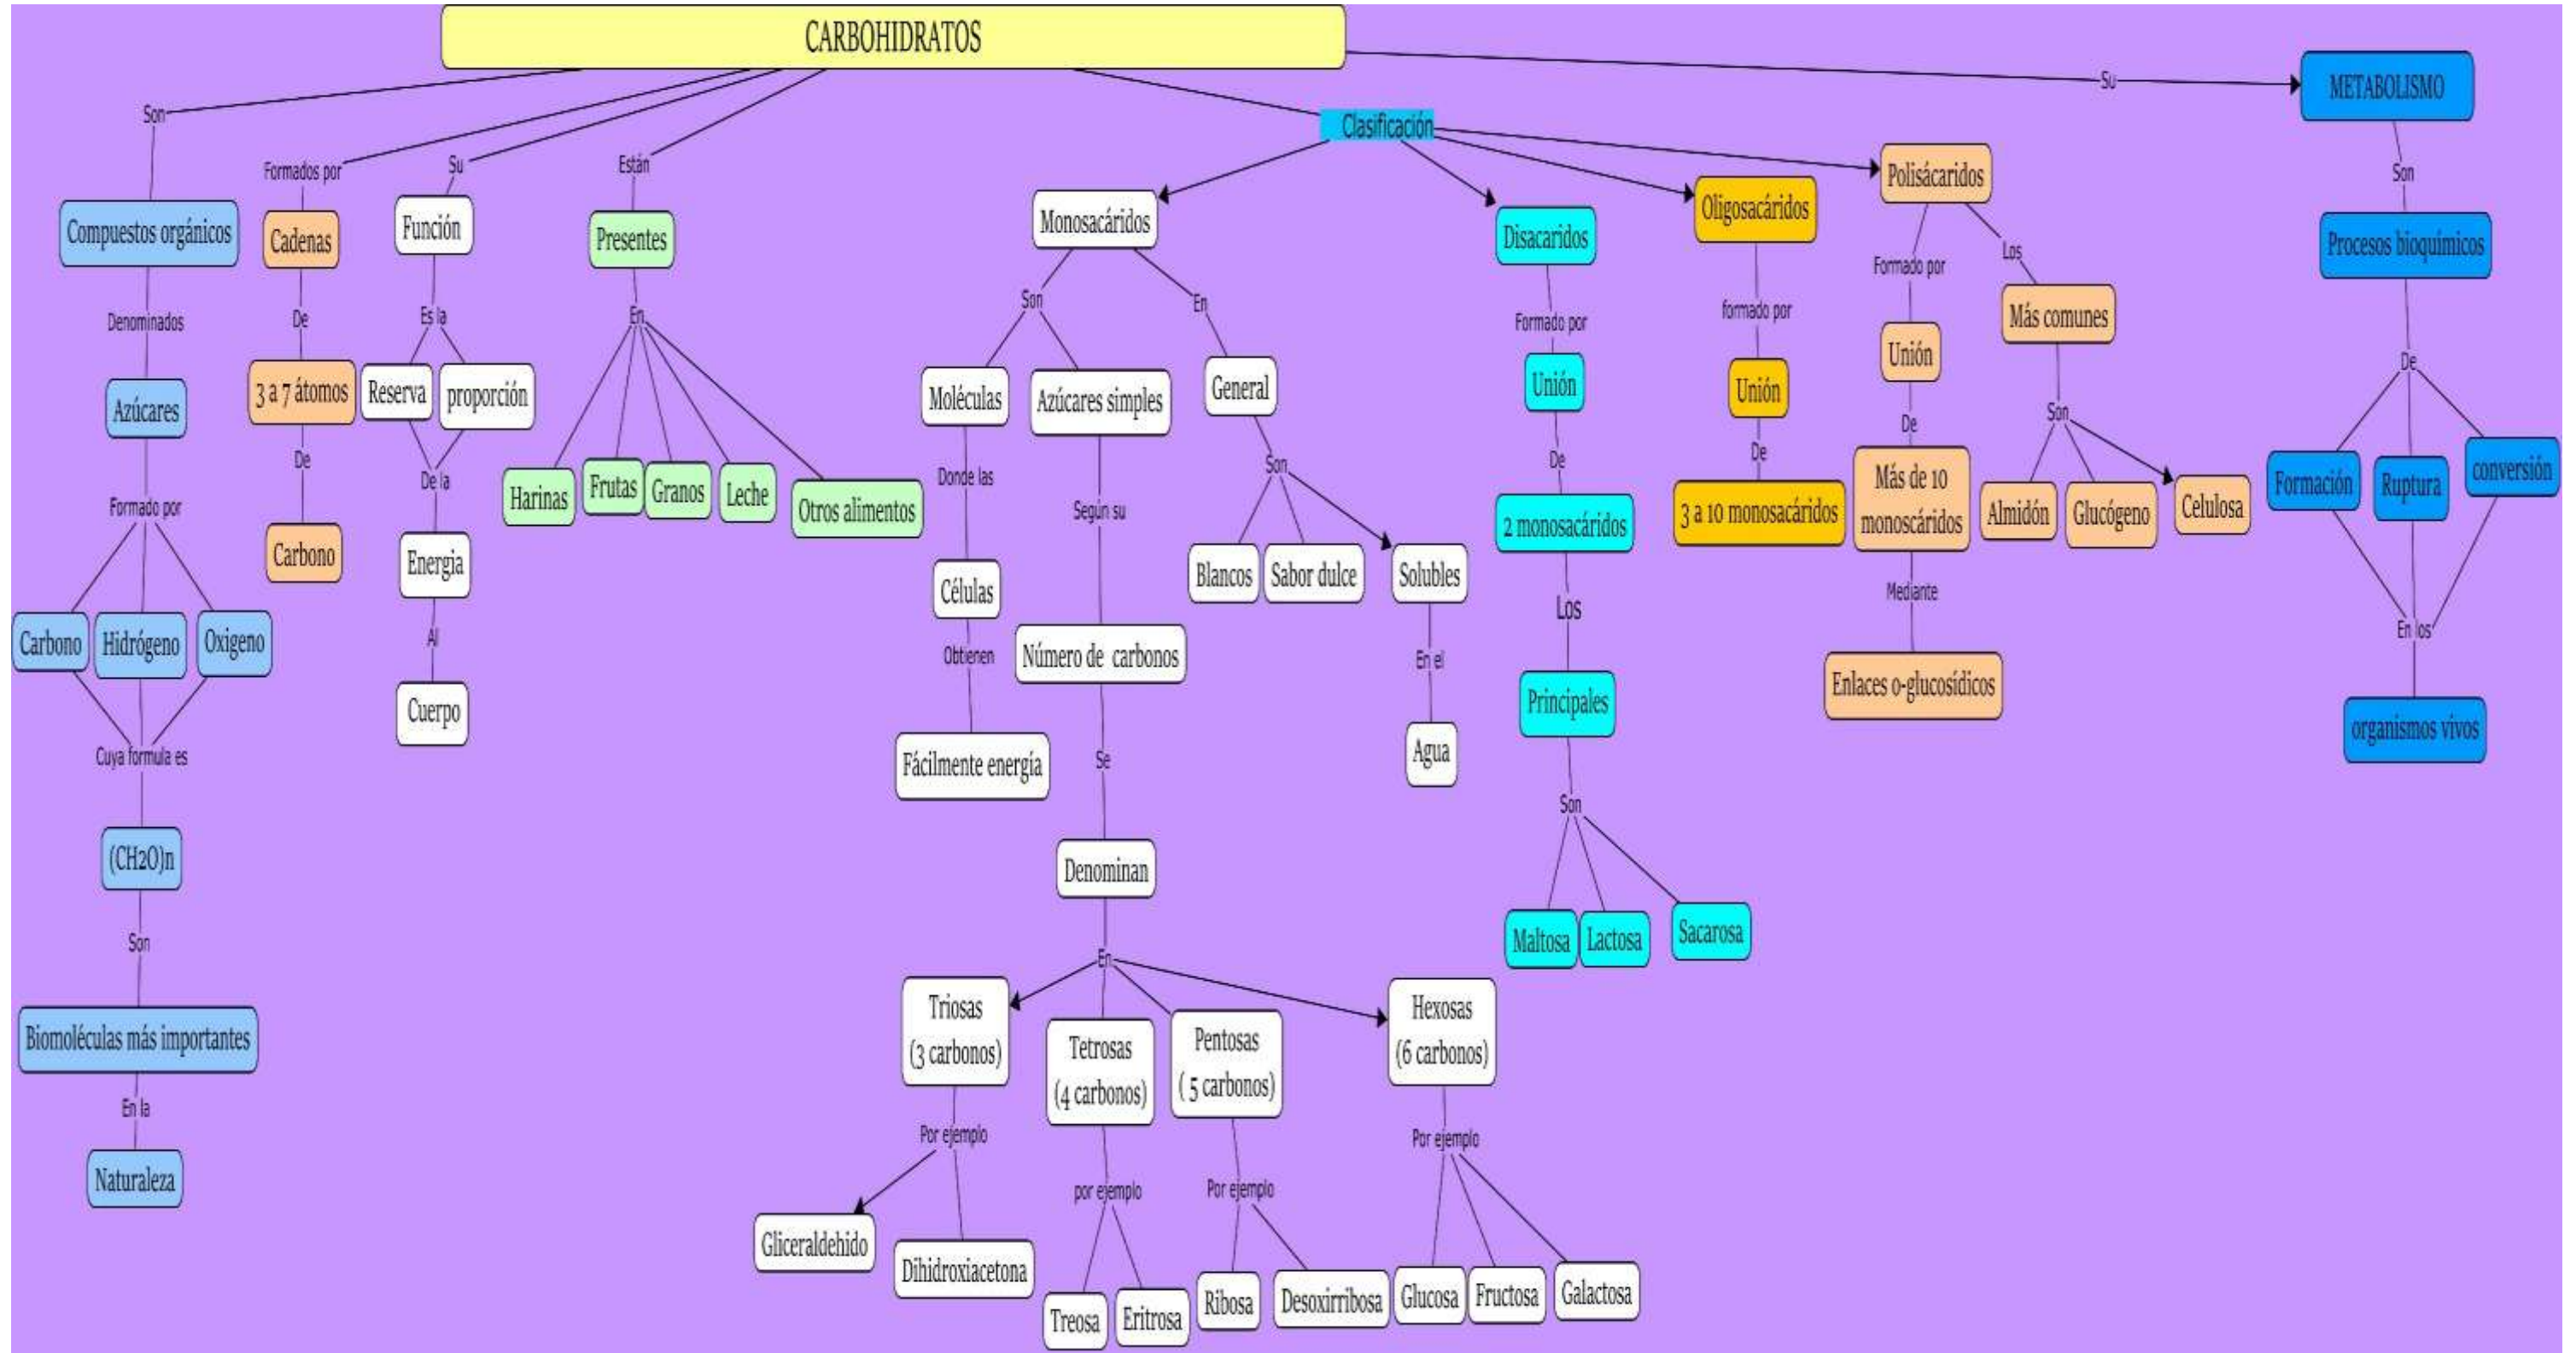 CARBOHIDRATOS
Son
Compuestos orgánicos
Denominados
Azúcares
Formado por
Carbono
Hidrógeno
Oxigeno
Cuya formula es
(CH2O)n
Son
Biomoléculas más importantes
En la
Naturaleza
Formados por
Cadenas
De
3 a 7 átomos
De
Carbono
Su
Función
Es la
Reserva
proporción
De la
Energia
Al
Cuerpo
Están
Presentes
En
Harinas
Frutas
Granos
Leche
Otros alimentos
Clasificación
Monosacáridos
Son
Moléculas
Donde las
Células
Obtienen
Fácilmente energía
Azúcares simples
Según su
Número de carbonos
Se
Denominan
En
Triosas
(3 carbonos)
Por ejemplo
Gliceraldehido
Dihidroxiacetona
Tetrosas
(4 carbonos)
por ejemplo
Treosa
Eritrosa
Pentosas
( 5 carbonos)
Por ejemplo
Ribosa
Desoxirribosa
Hexosas
(6 carbonos)
Por ejemplo
Glucosa
Fructosa
Galactosa
En
General
Son
Blancos
Sabor dulce
Solubles
En el
Agua
Disacaridos
Formado por
Unión
De
2 monosacáridos
Los
Principales
Son
Maltosa
Lactosa
Sacarosa
Oligosacáridos
formado por
Unión
De
3 a 10 monosacáridos
Polisácaridos
Formado por
Unión
De
Más de 10
monoscáridos
Mediante
Enlaces o-glucosídicos
Los
Más comunes
Son
Almidón
Glucógeno
Celulosa
Su
METABOLISMO
Son
Procesos bioquímicos
De
Formación
Ruptura
conversión
En los
organismos vivos